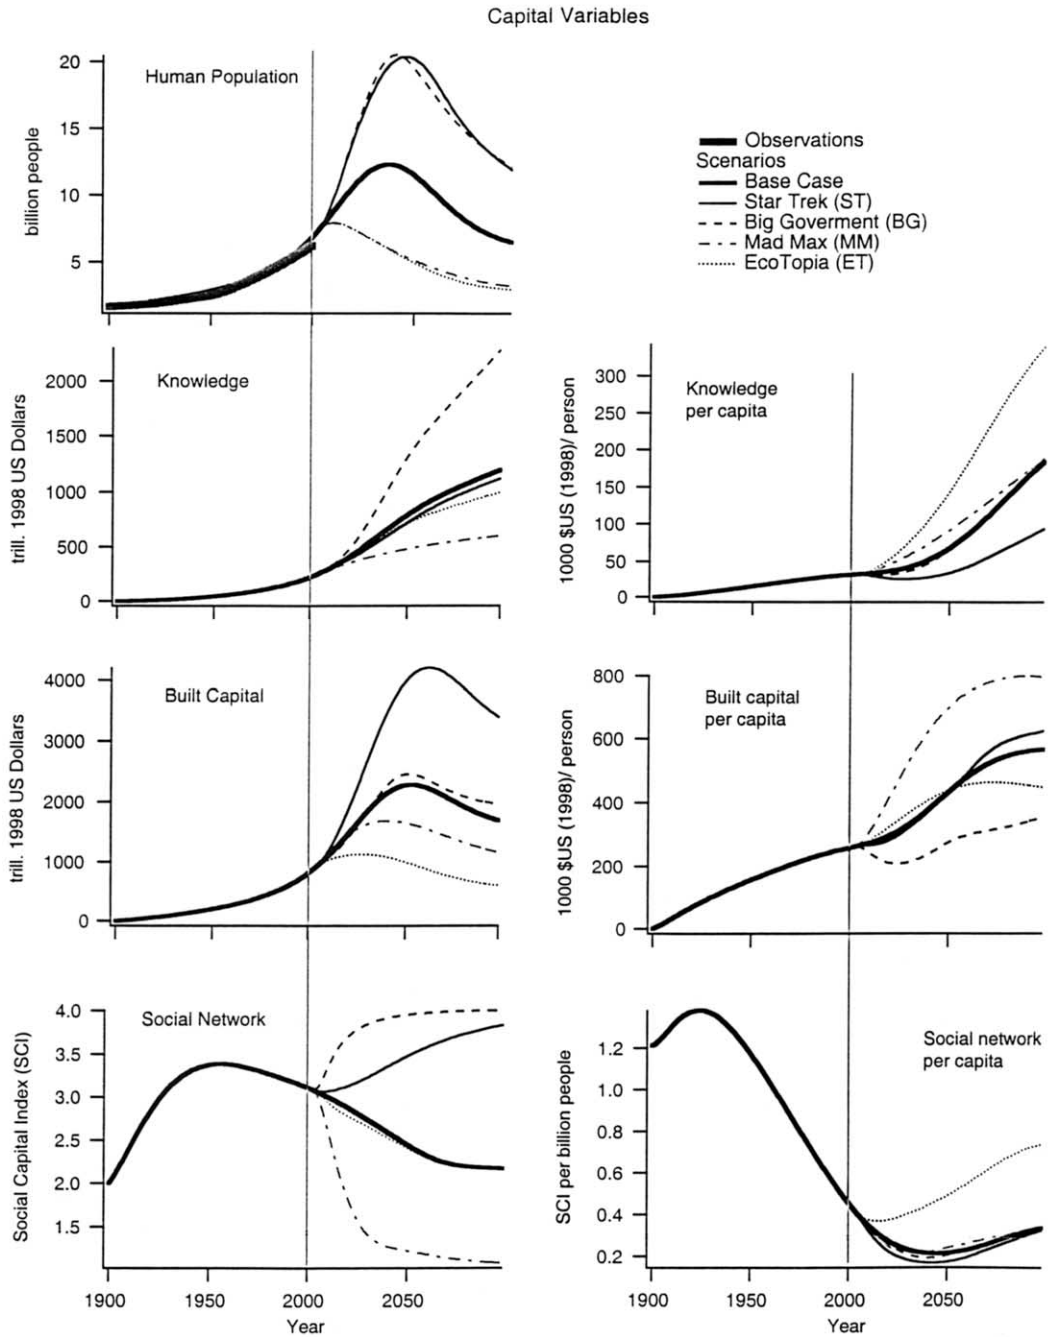 Capital Variables
20
15
10
5
billion people
Human Population
Observations
Scenarios
Base Case
Star Trek (ST)
Big Goverment (BG)
Mad Max (MM)
EcoTopia (ET)
2000
1500
1000
500
0
trill. 1998 US Dollars
Knowledge
300
250
200
150
100
50
0
1000 $US (1998)/ person
Knowledge
per capita
4000
3000
2000
1000
0
trill. 1998 US Dollars
Built Capital
800
600
400
200
0
1000 $US (1998)/ person
Built capital
per capita
4.0
3.5
3.0
2.5
2.0
1.5
Social Capital Index (SCI)
Social Network
1900
1950
2000
2050
Year
1.2
1.0
0.8
0.6
0.4
0.2
SCI per billion people
Social network
per capita
1900
1950
2000
2050
Year